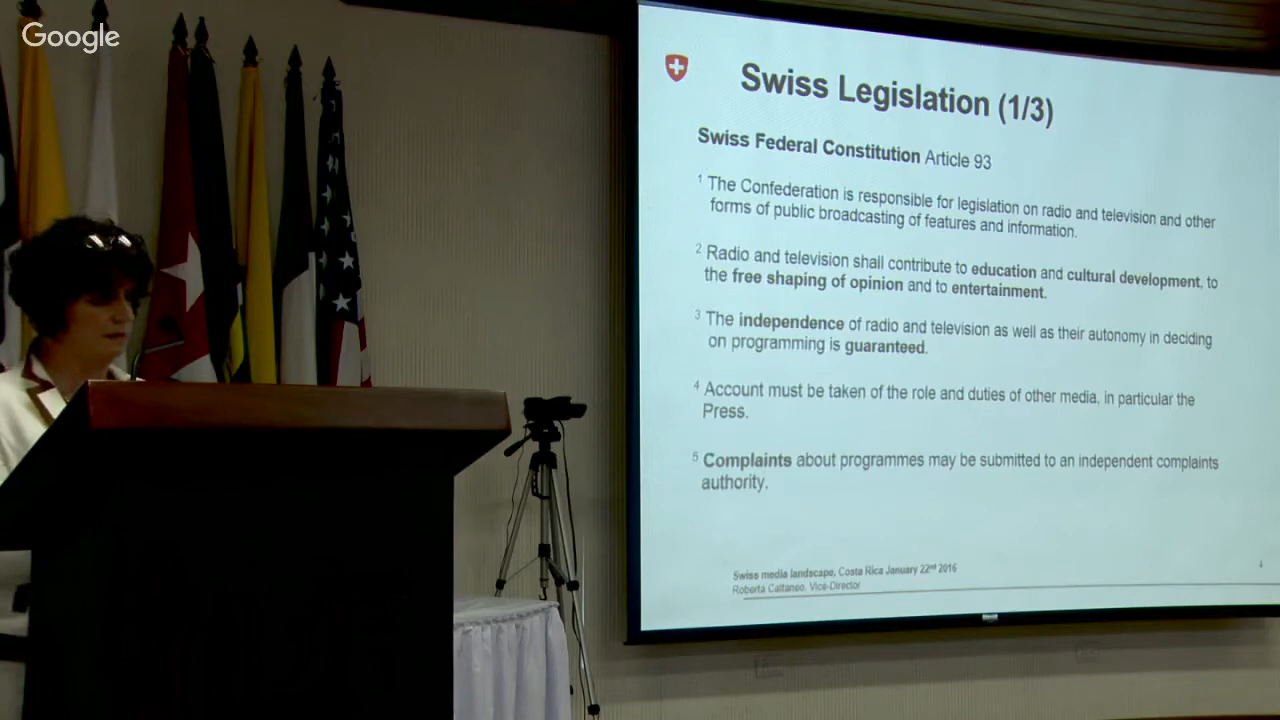 Google
Swiss Legislation (1/3)
Swiss Federal Constitution Article 93
1 The Confederation is responsible for legislation on radio and television and other
forms of public broadcasting of features and information.
2 Radio and television shall contribute to education and cultural development, to
the free shaping of opinion and to entertainment.
3 The independence of radio and television as well as their autonomy in deciding
on programming is guaranteed.
4 Account must be taken of the role and duties of other media, in particular the
Press.
5 Complaints about programmes may be submitted to an independent complaints
authority.
Swiss media landscape, Costa Rica January 22nd 2016
Roberta Cattaneo, Vice-Director
4